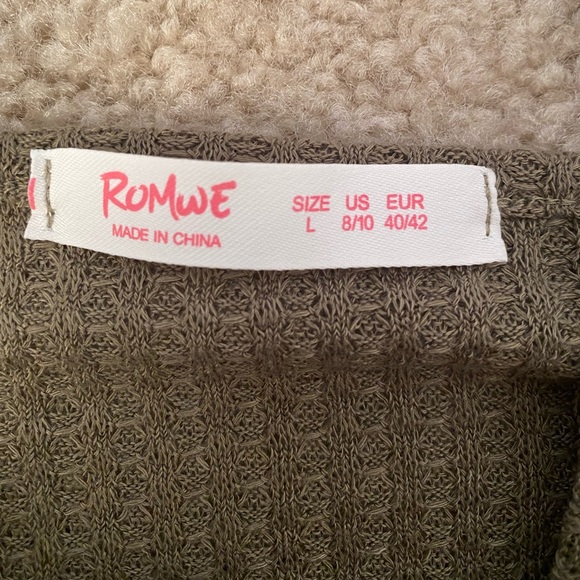 ROMWE
MADE IN CHINA
SIZE US EUR
L 8/10 40/42